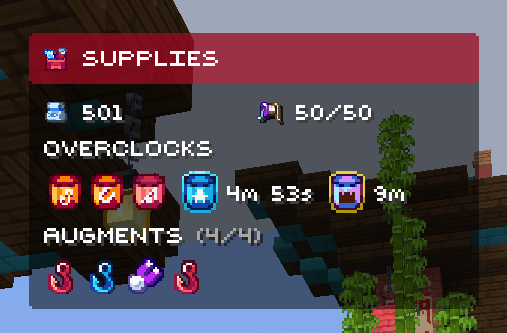 SUPPLIES
501 50/50
OVERCLOCKS
4m 53s 9m
AUGMENTS (4/4)